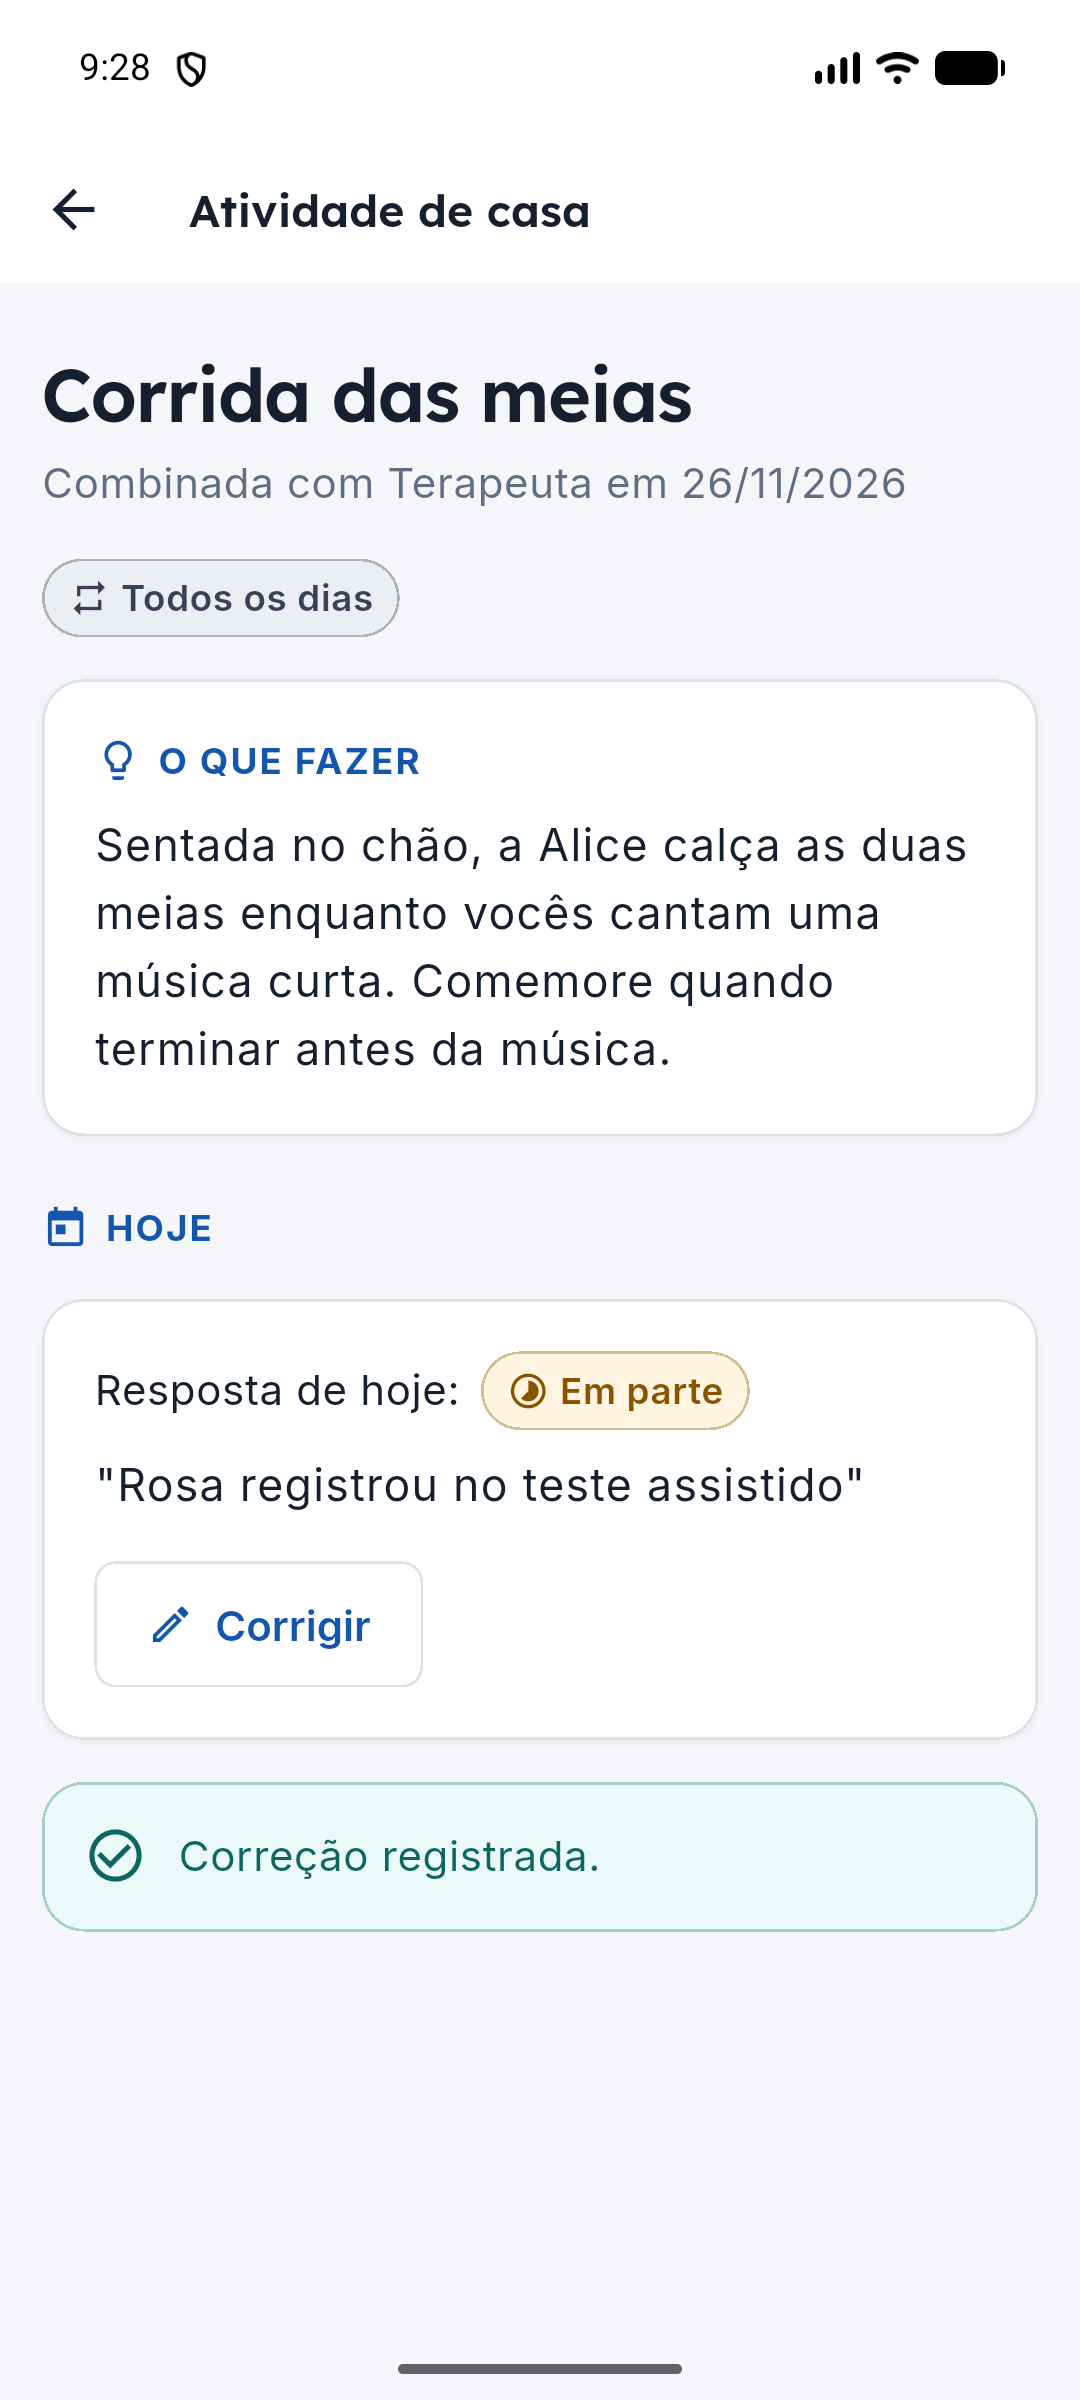 9:28
Atividade de casa
Corrida das meias
Combinada com Terapeuta em 26/11/2026
Todos os dias
O QUE FAZER
Sentada no chão, a Alice calça as duas
meias enquanto vocês cantam uma
música curta. Comemore quando
terminar antes da música.
HOJE
Resposta de hoje: Em parte
"Rosa registrou no teste assistido"
Corrigir
Correção registrada.